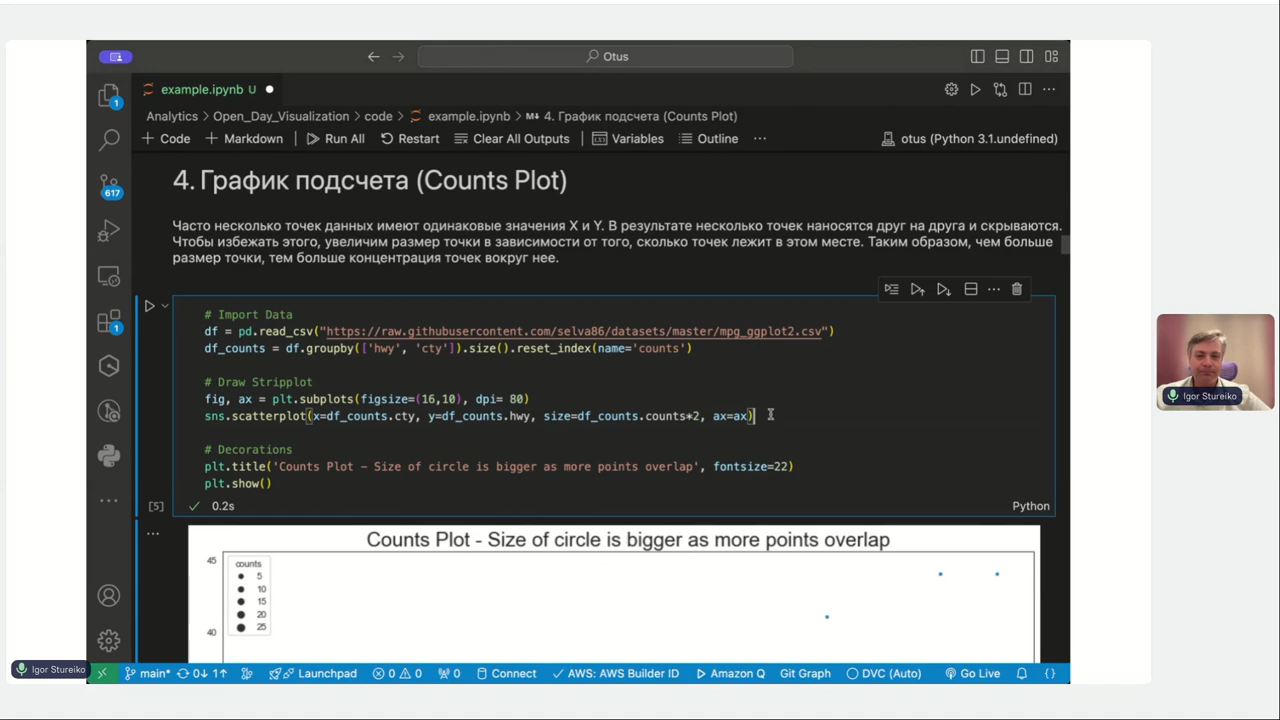 Otus
example.ipynb U
Analytics > Open_Day_Visualization > code > example.ipynb > M↓ 4. График подсчета (Counts Plot)
+ Code + Markdown Run All Restart Clear All Outputs Variables Outline ... otus (Python 3.1.undefined)
1
617
1
4. График подсчета (Counts Plot)
Часто несколько точек данных имеют одинаковые значения X и Y. В результате несколько точек наносятся друг на друга и скрываются.
Чтобы избежать этого, увеличим размер точки в зависимости от того, сколько точек лежит в этом месте. Таким образом, чем больше
размер точки, тем больше концентрация точек вокруг нее.
# Import Data
df = pd.read_csv("https://raw.githubusercontent.com/selva86/datasets/master/mpg_ggplot2.csv")
df_counts = df.groupby(['hwy', 'cty']).size().reset_index(name='counts')
# Draw Stripplot
fig, ax = plt.subplots(figsize=(16,10), dpi= 80)
sns.scatterplot(x=df_counts.cty, y=df_counts.hwy, size=df_counts.counts*2, ax=ax)
# Decorations
plt.title('Counts Plot - Size of circle is bigger as more points overlap', fontsize=22)
plt.show()
[5] 0.2s Python
Counts Plot - Size of circle is bigger as more points overlap
45
counts
5
10
15
20
25
40
Igor Stureiko
Igor Stureiko
main* 0↓ 1↑ Launchpad 0 0 0 Connect AWS: AWS Builder ID Amazon Q Git Graph DVC (Auto) Go Live {}